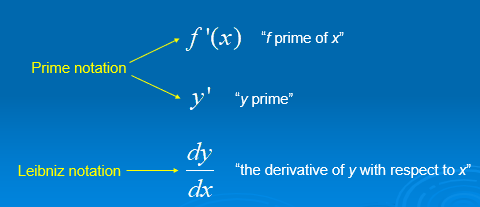 f '(x) “f prime of x”
Prime notation
y' “y prime”
Leibniz notation dy/dx “the derivative of y with respect to x”